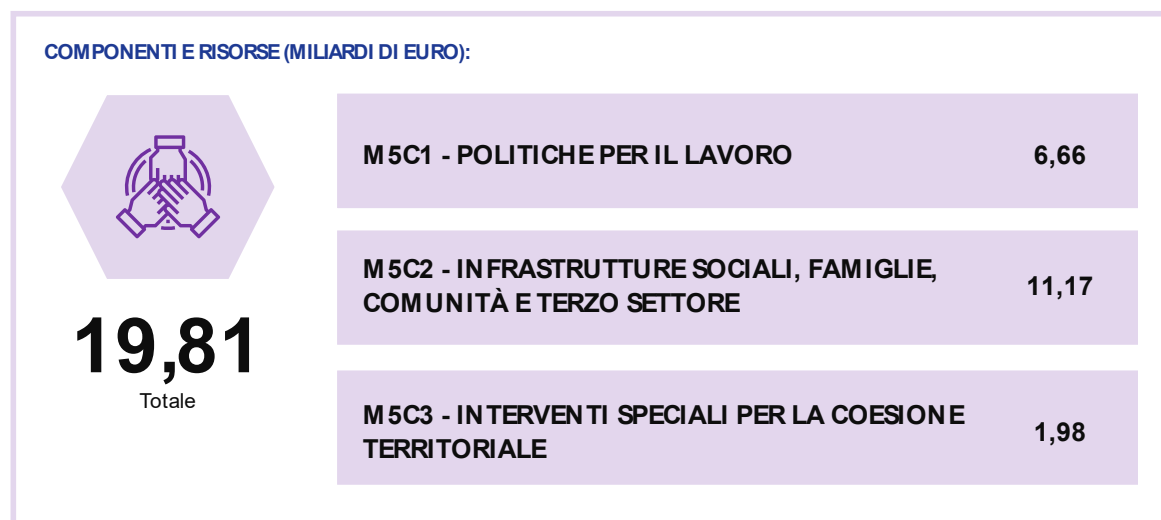 COMPONENTI E RISORSE (MILIARDI DI EURO):
M5C1 - POLITICHE PER IL LAVORO 6,66
M5C2 - INFRASTRUTTURE SOCIALI, FAMIGLIE,
COMUNITÀ E TERZO SETTORE 11,17
19,81
Totale
M5C3 - INTERVENTI SPECIALI PER LA COESIONE
TERRITORIALE 1,98